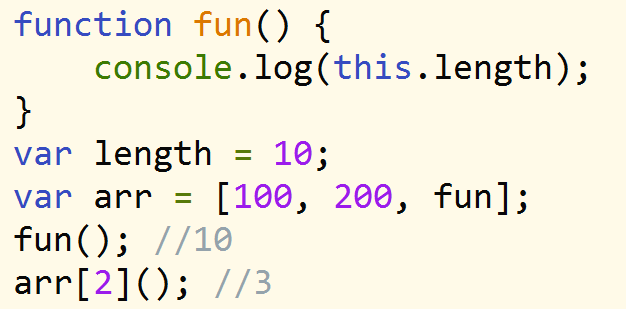 function fun() {
    console.log(this.length);
}
var length = 10;
var arr = [100, 200, fun];
fun(); //10
arr[2](); //3